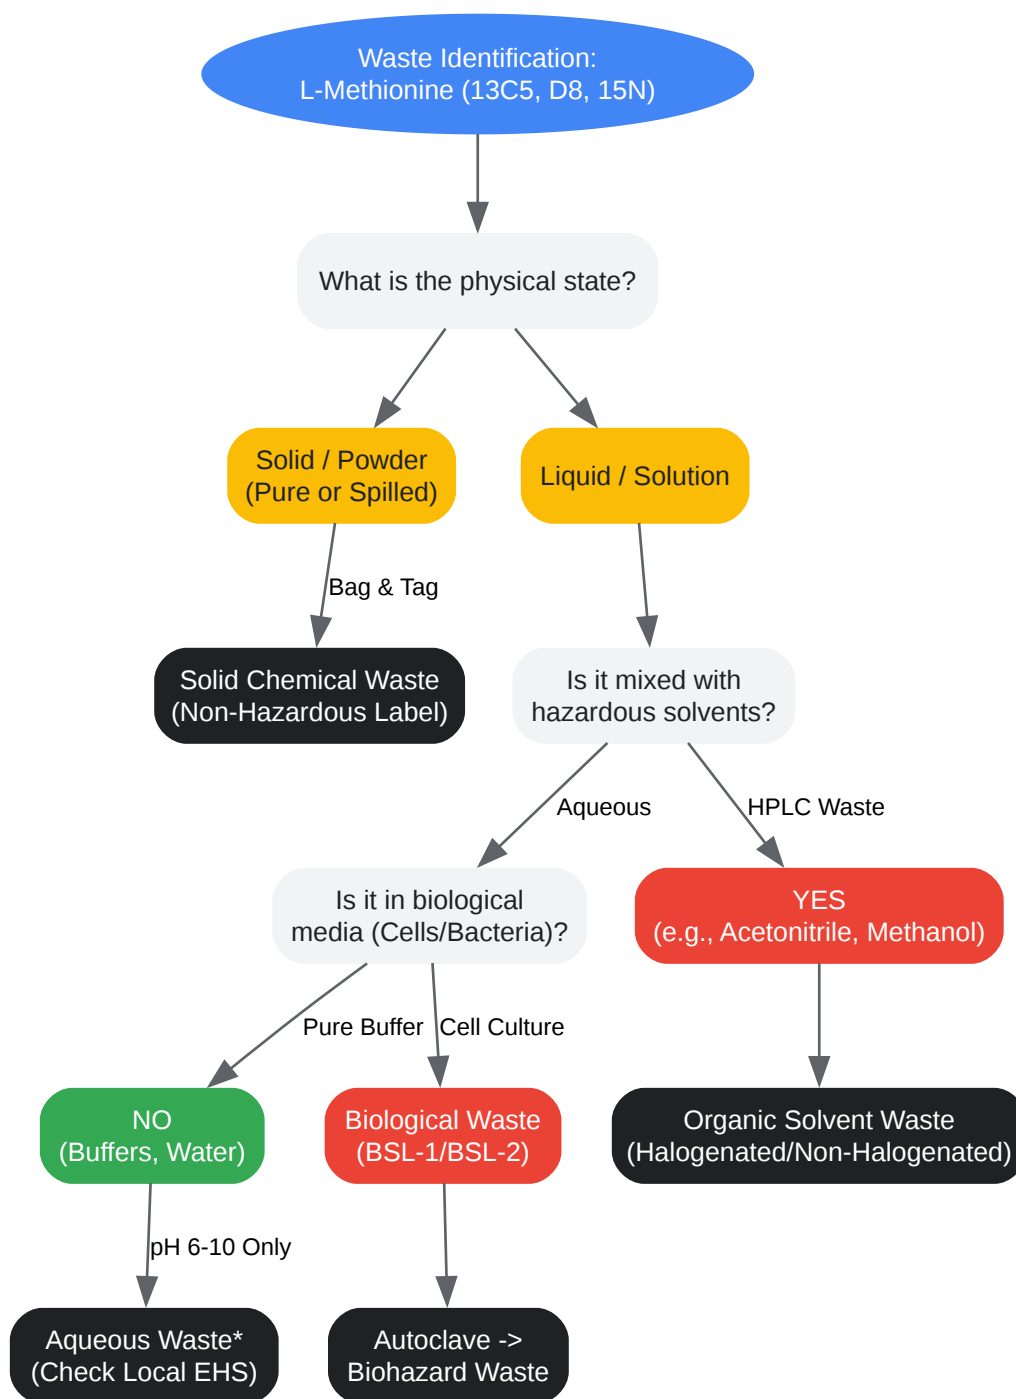 Waste Identification:
L-Methionine (13C5, D8, 15N)
What is the physical state?
Solid / Powder
(Pure or Spilled)
Liquid / Solution
Bag & Tag
Solid Chemical Waste
(Non-Hazardous Label)
Is it mixed with
hazardous solvents?
Aqueous
HPLC Waste
Is it in biological
media (Cells/Bacteria)?
YES
(e.g., Acetonitrile, Methanol)
Pure Buffer
Cell Culture
NO
(Buffers, Water)
Biological Waste
(BSL-1/BSL-2)
Organic Solvent Waste
(Halogenated/Non-Halogenated)
pH 6-10 Only
Aqueous Waste*
(Check Local EHS)
Autoclave ->
Biohazard Waste